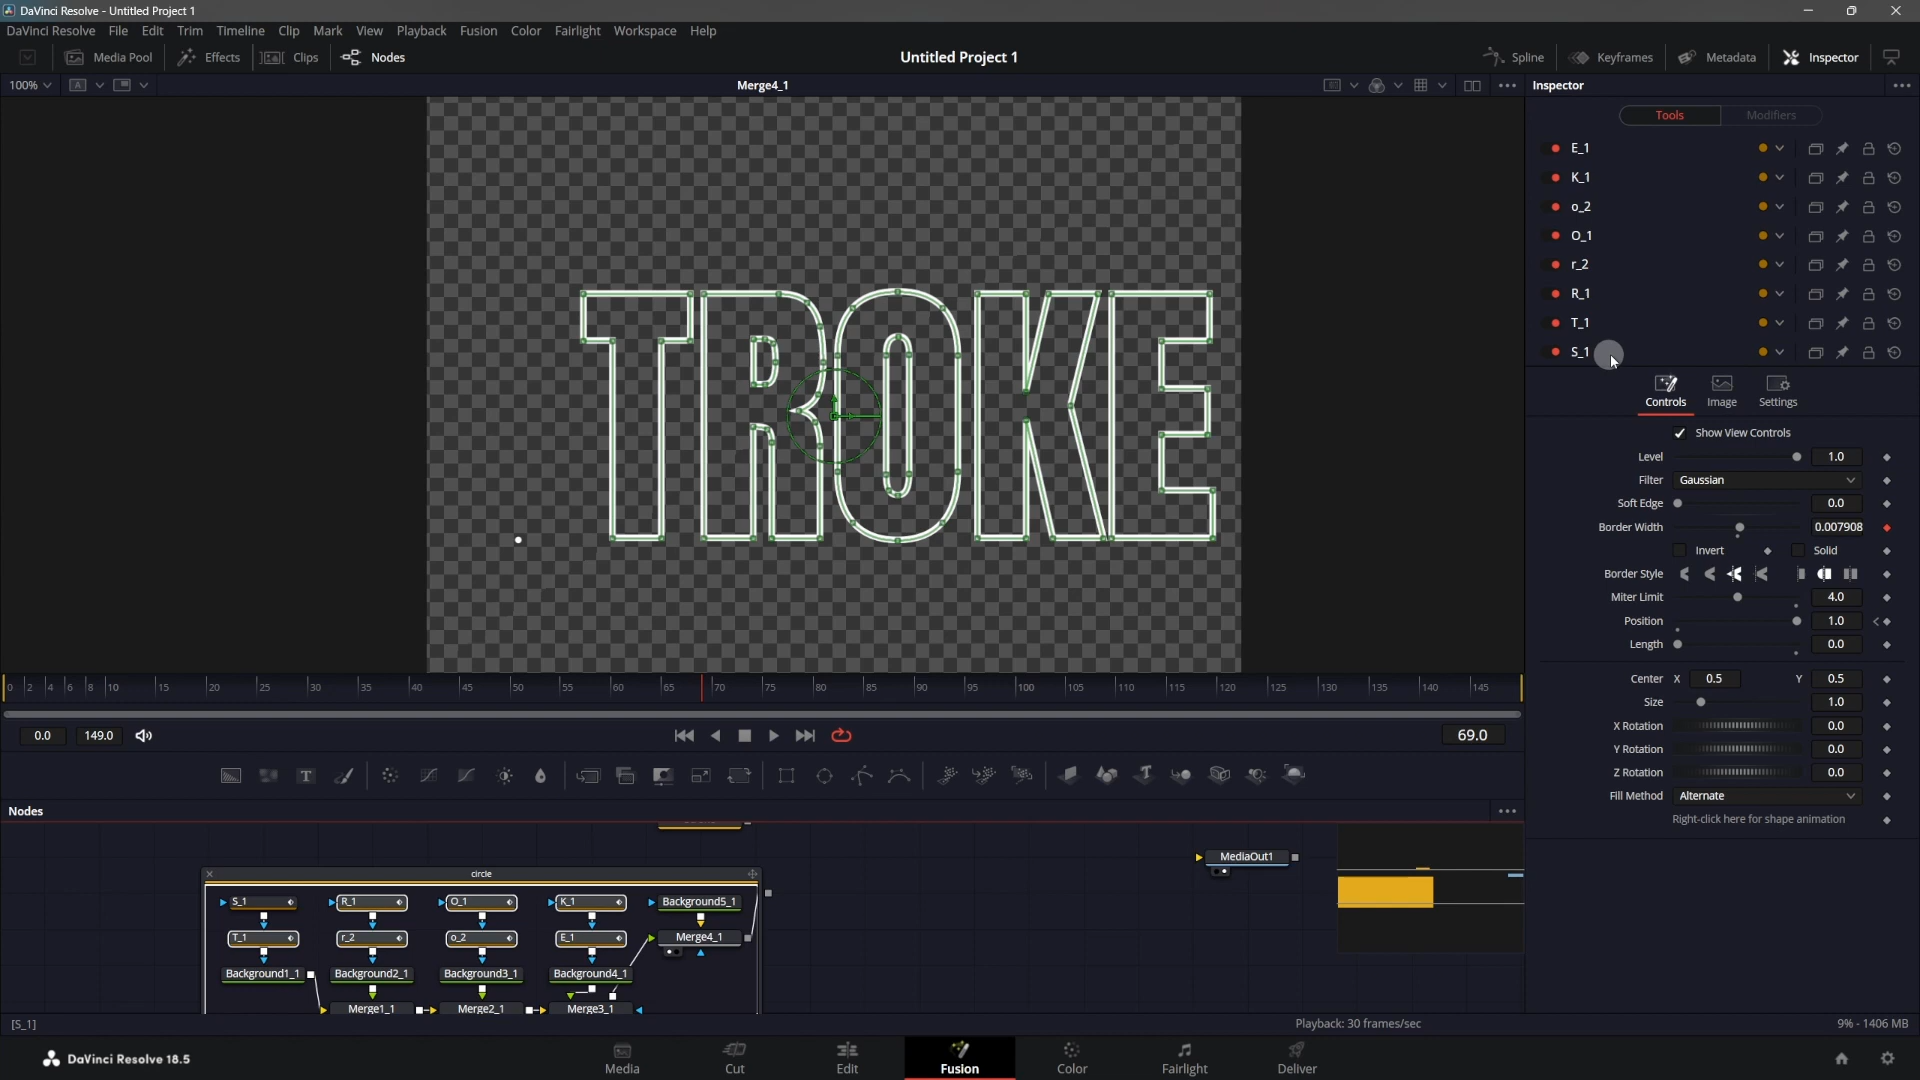 DaVinci Resolve - Untitled Project 1
DaVinci Resolve File Edit Trim Timeline Clip Mark View Playback Fusion Color Fairlight Workspace Help
Media Pool Effects Clips Nodes Untitled Project 1 Spline Keyframes Metadata Inspector
100% A Merge4_1 Inspector
Tools Modifiers
E_1
K_1
o_2
O_1
r_2
R_1
T_1
S_1
TROKE
Controls Image Settings
Show View Controls
Level 1.0
Filter Gaussian
Soft Edge 0.0
Border Width 0.007908
Invert Solid
Border Style
Miter Limit 4.0
Position 1.0
Length 0.0
Center X 0.5 Y 0.5
Size 1.0
X Rotation 0.0
Y Rotation 0.0
Z Rotation 0.0
Fill Method Alternate
Right-click here for shape animation
0 2 4 6 8 10 15 20 25 30 35 40 45 50 55 60 65 70 75 80 85 90 95 100 105 110 115 120 125 130 135 140 145
0.0 149.0 69.0
T
Nodes
MediaOut1
circle
S_1 R_1 O_1 K_1 Background5_1
T_1 r_2 o_2 E_1 Merge4_1
Background1_1 Background2_1 Background3_1 Background4_1
Merge1_1 Merge2_1 Merge3_1
[S_1] Playback: 30 frames/sec 9% - 1406 MB
DaVinci Resolve 18.5 Media Cut Edit Fusion Color Fairlight Deliver